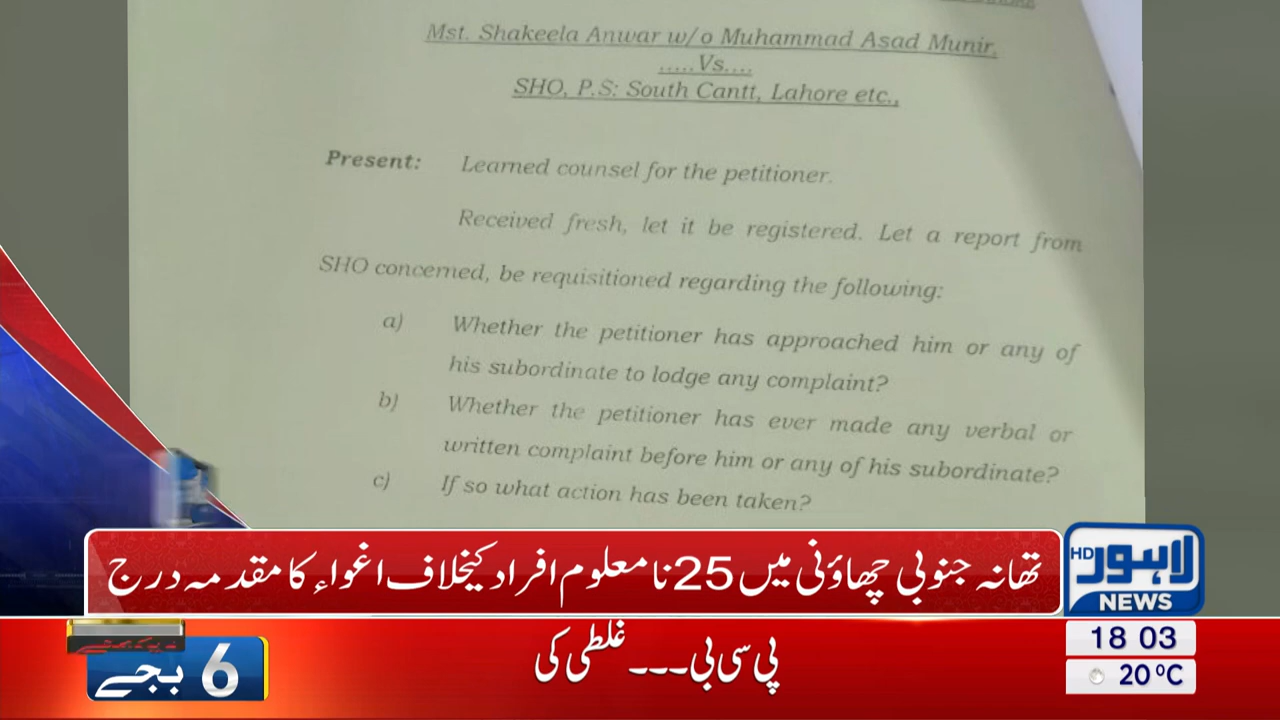 Mst. Shakeela Anwar w/o Muhammad Asad Munir.
.....Vs....
SHO, P.S: South Cantt, Lahore etc.,
Present: Learned counsel for the petitioner.
Received fresh, let it be registered. Let a report from
SHO concerned, be requisitioned regarding the following:
a) Whether the petitioner has approached him or any of
his subordinate to lodge any complaint?
b) Whether the petitioner has ever made any verbal or
written complaint before him or any of his subordinate?
c) If so what action has been taken?
تھانہ جنوبی چھاؤنی میں 25 نامعلوم افراد کیخلاف اغواء کا مقدمہ درج
HD لاہور
NEWS
پی سی بی --- غلطی کی
6 بجے
18 03
20 °C